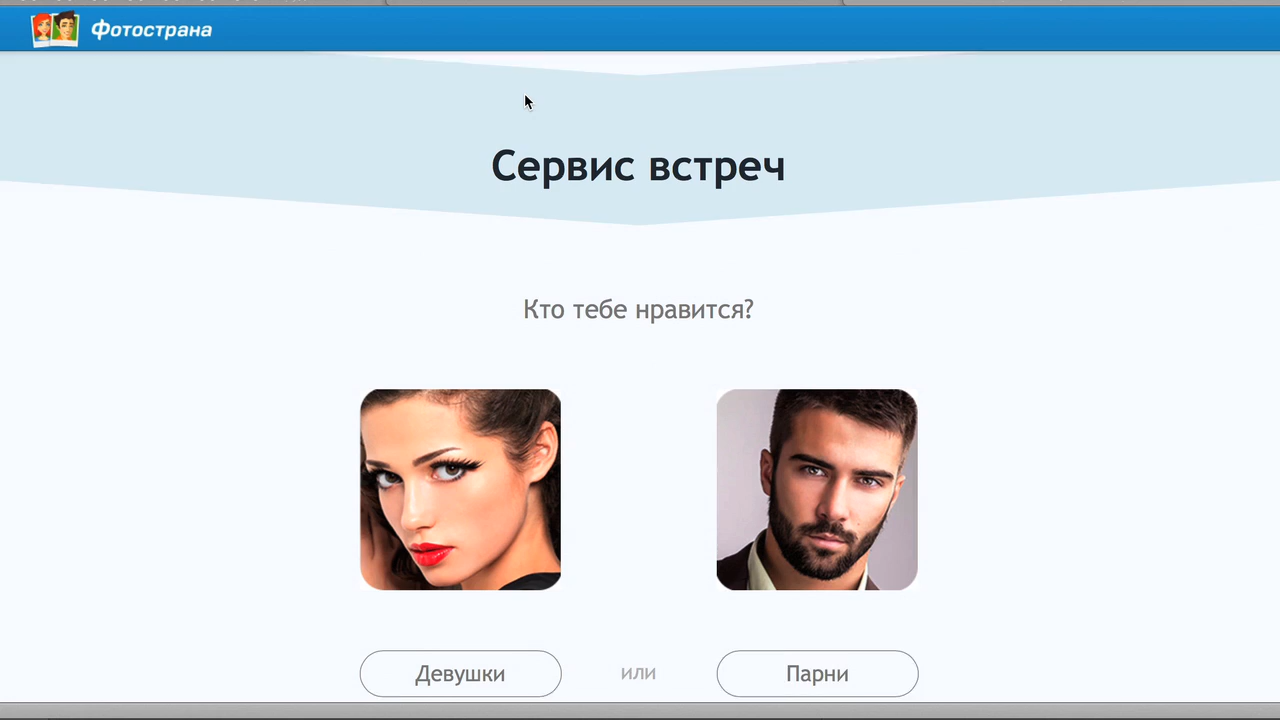 Фотострана
Сервис встреч
Кто тебе нравится?
Девушки
или
Парни